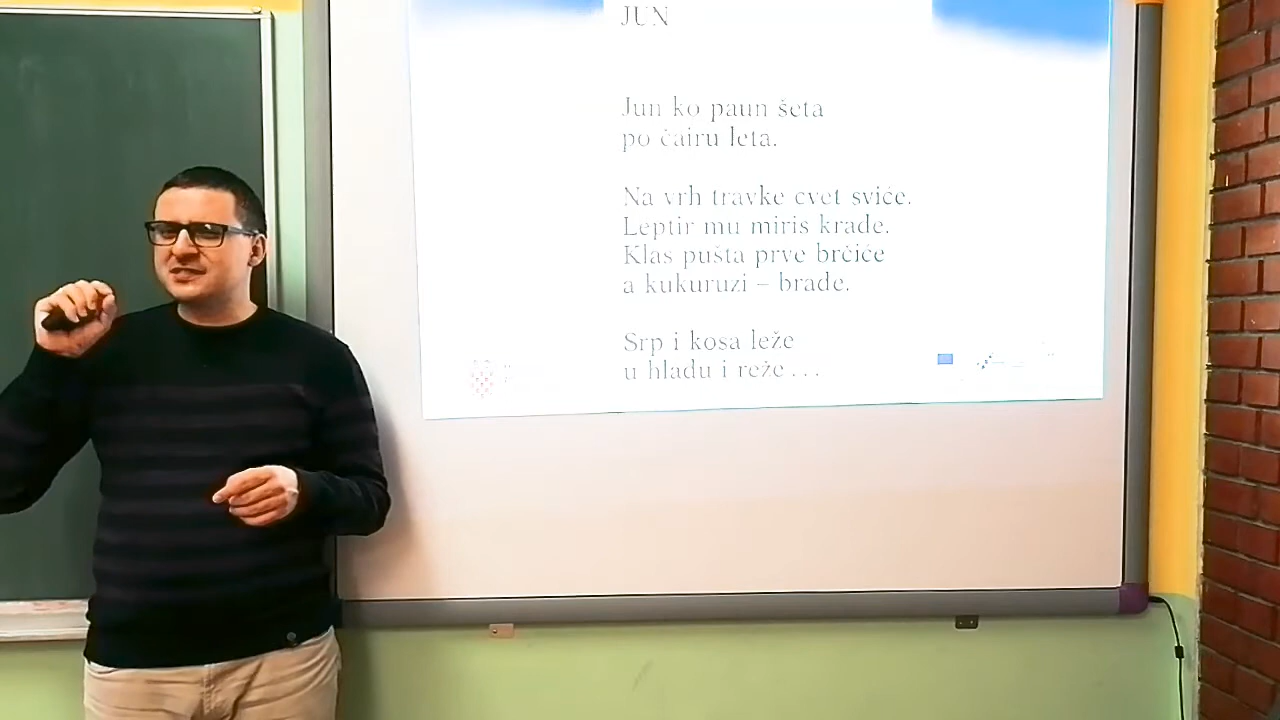 JUN
Jun ko paun šeta
po čairu leta.
Na vrh travke cvet sviće.
Leptir mu miris krade.
Klas pušta prve brčiće
a kukuruzi – brade.
Srp i kosa leže
u hladu i reže...